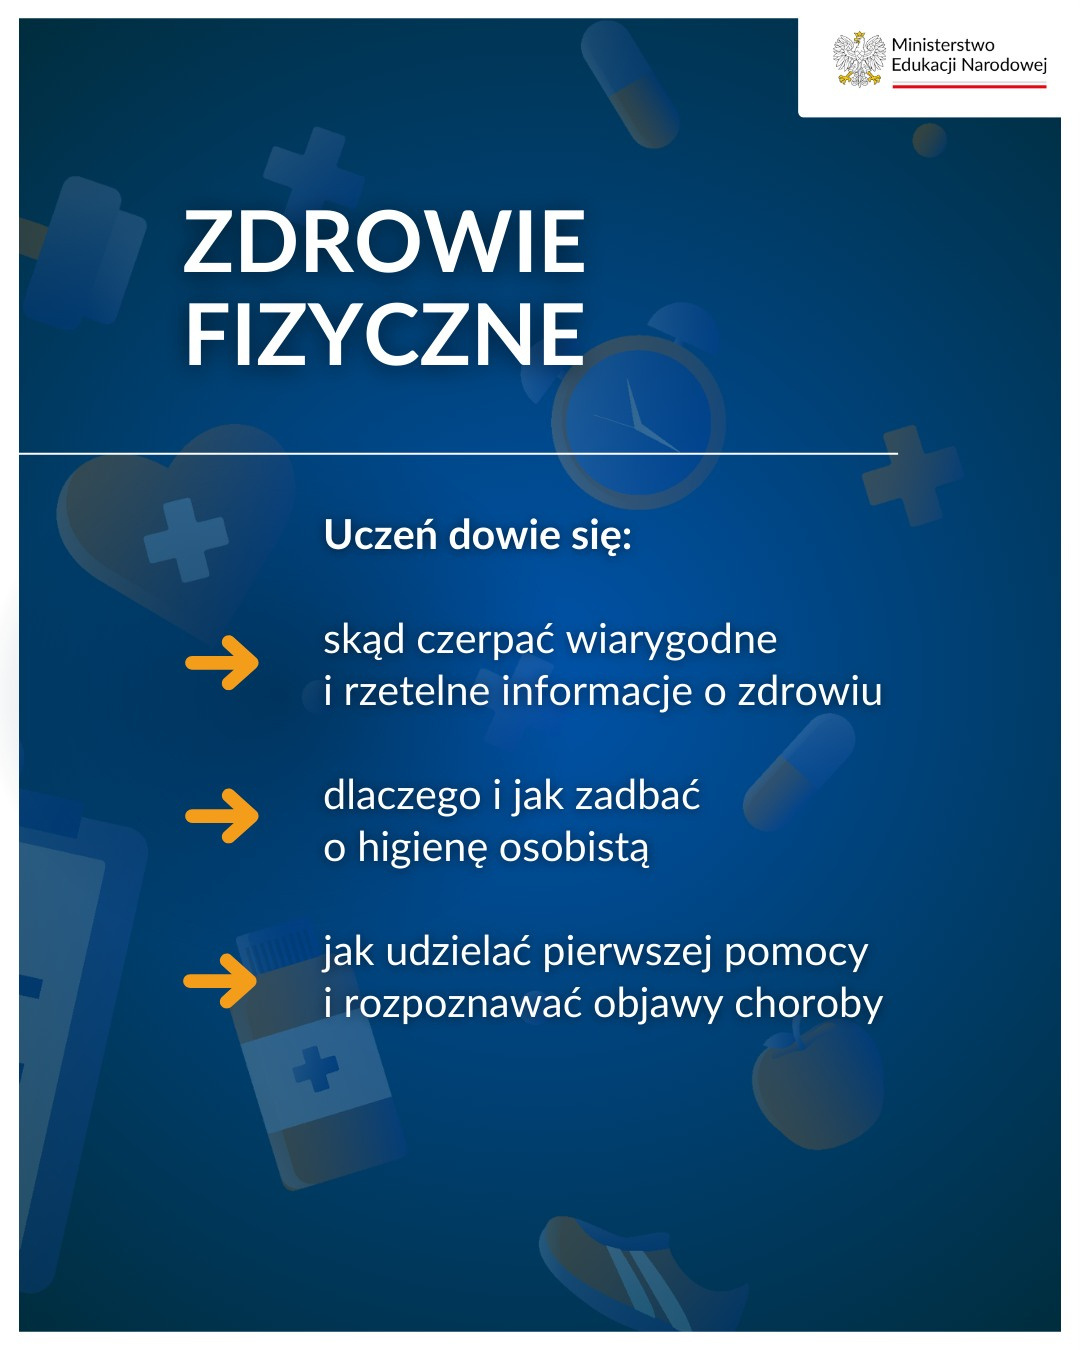 Ministerstwo
Edukacji Narodowej
ZDROWIE
FIZYCZNE
Uczeń dowie się:
skąd czerpać wiarygodne
i rzetelne informacje o zdrowiu
dlaczego i jak zadbać
o higienę osobistą
jak udzielać pierwszej pomocy
i rozpoznawać objawy choroby